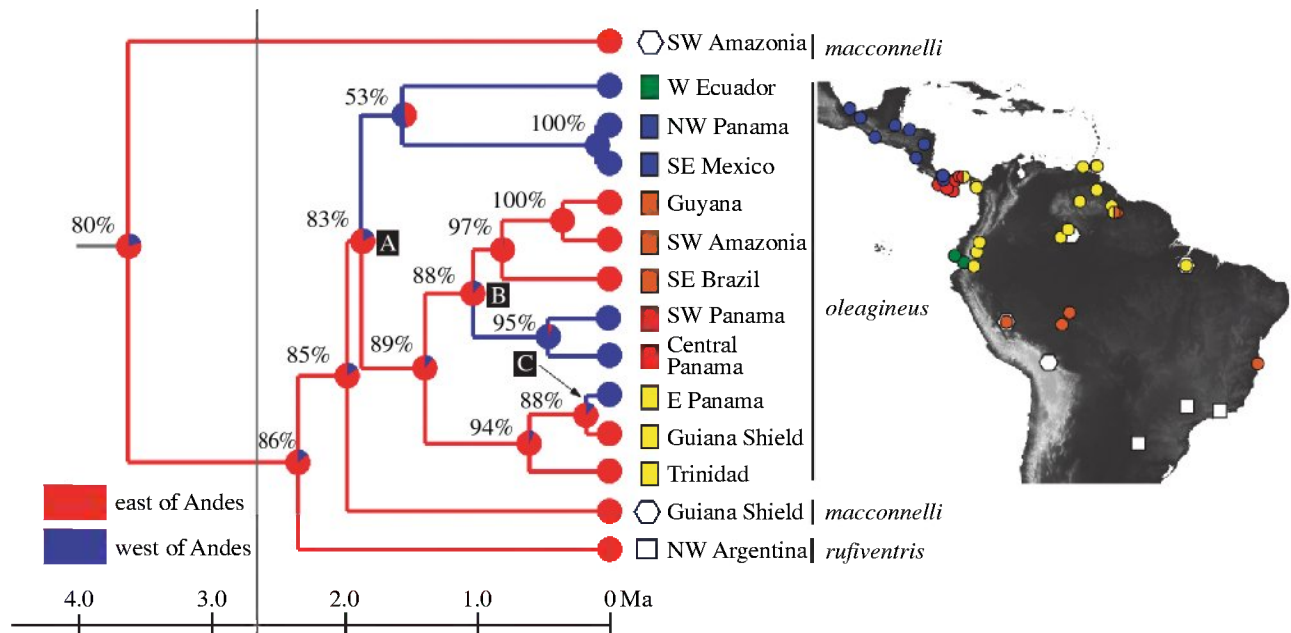 SW Amazonia
macconnelli
53%
W Ecuador
100%
NW Panama
SE Mexico
100%
Guyana
80%
83%
A
97%
SW Amazonia
88%
B
SE Brazil
95%
SW Panama
oleagineus
85%
89%
C
Central
Panama
88%
E Panama
86%
94%
Guiana Shield
Trinidad
east of Andes
Guiana Shield
macconnelli
west of Andes
NW Argentina
rufiventris
4.0 3.0 2.0 1.0 0 Ma